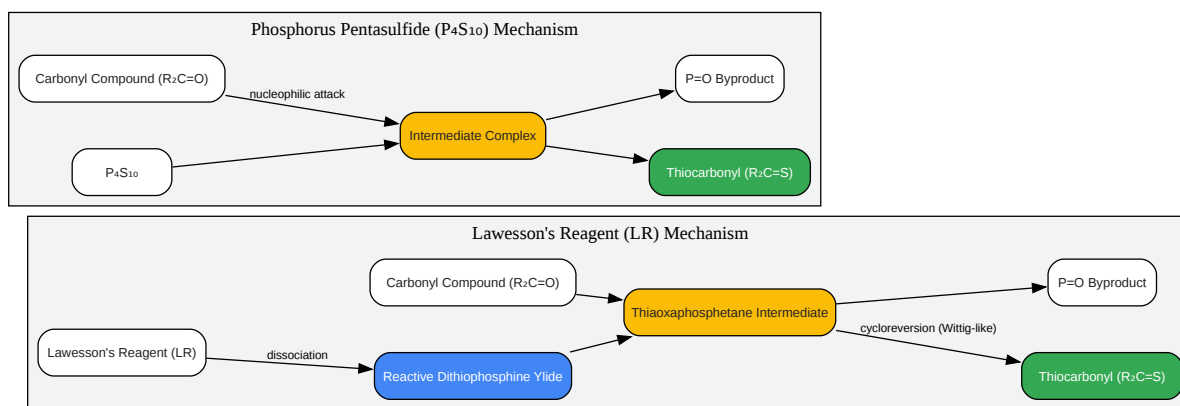 Phosphorus Pentasulfide (P₄S₁₀) Mechanism
Carbonyl Compound (R₂C=O)
P=O Byproduct
nucleophilic attack
Intermediate Complex
P₄S₁₀
Thiocarbonyl (R₂C=S)
Lawesson's Reagent (LR) Mechanism
Carbonyl Compound (R₂C=O)
P=O Byproduct
Thiaoxaphosphetane Intermediate
cycloreversion (Wittig-like)
Lawesson's Reagent (LR)
dissociation
Reactive Dithiophosphine Ylide
Thiocarbonyl (R₂C=S)